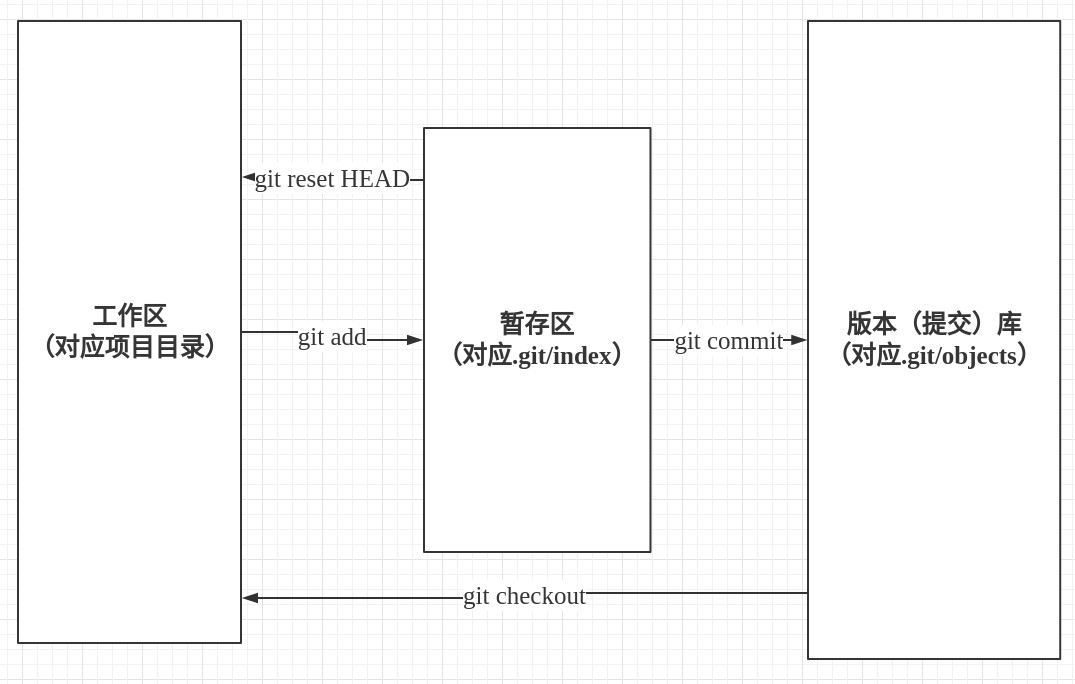 git reset HEAD
工作区
（对应项目目录）
git add
暂存区
（对应.git/index）
git commit
版本（提交）库
（对应.git/objects）
git checkout